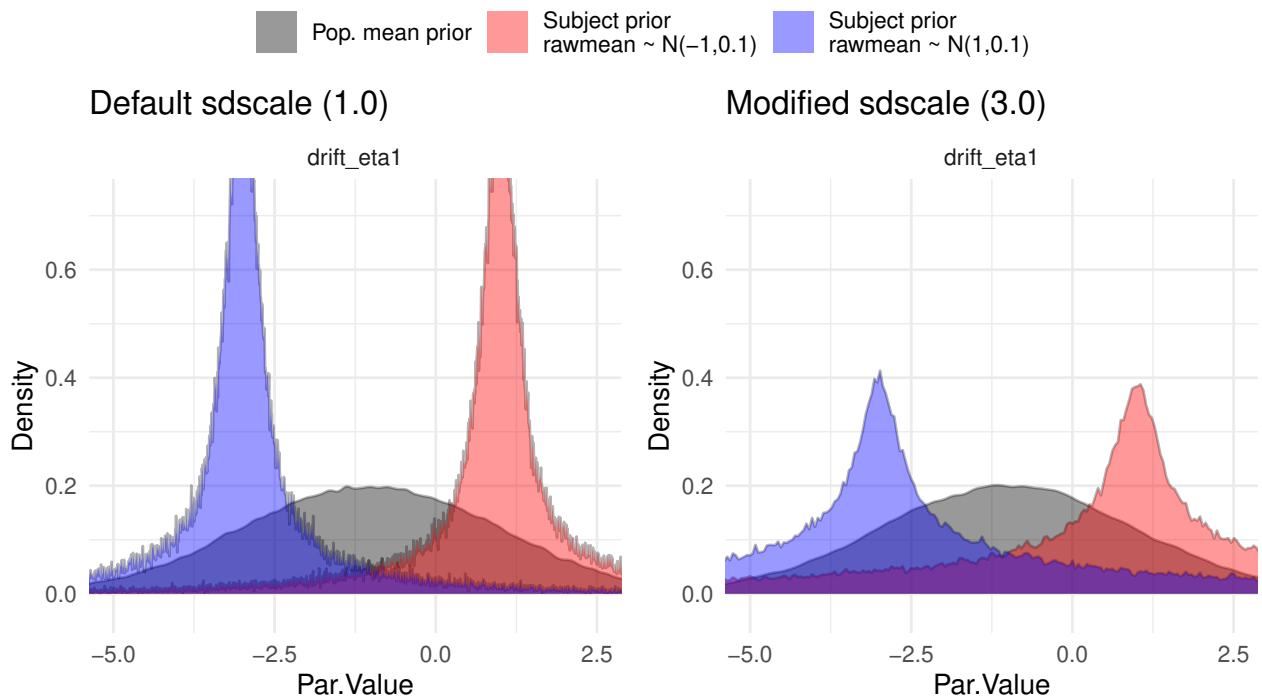 Pop. mean prior
Subject prior
rawmean ~ N(−1,0.1)
Subject prior
rawmean ~ N(1,0.1)
Default sdscale (1.0)
Modified sdscale (3.0)
drift_eta1
drift_eta1
Density
0.6
0.4
0.2
0.0
−5.0
−2.5
0.0
2.5
Par.Value
Density
0.6
0.4
0.2
0.0
−5.0
−2.5
0.0
2.5
Par.Value